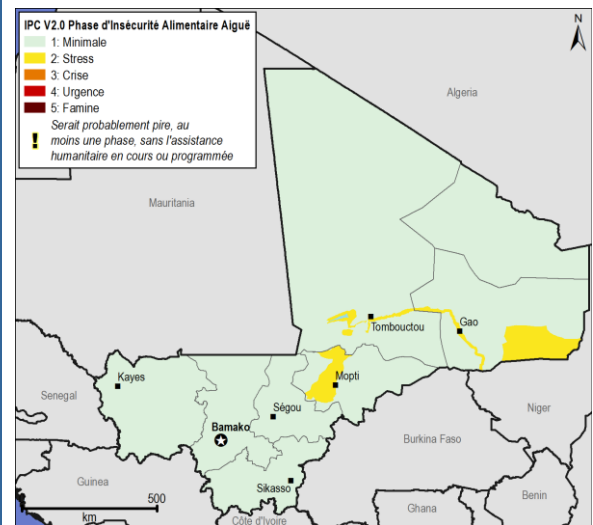 IPC V2.0 Phase d'Insécurité Alimentaire Aiguë
1: Minimale
2: Stress
3: Crise
4: Urgence
5: Famine
! Serait probablement pire, au
moins une phase, sans l'assistance
humanitaire en cours ou programmée
N
Algeria
Mauritania
Tombouctou
Gao
Kayes
Mopti
Senegal
Ségou
Niger
Bamako
Burkina Faso
Guinea
Sikasso
Benin
500
km
Ghana
Côte d'Ivoire